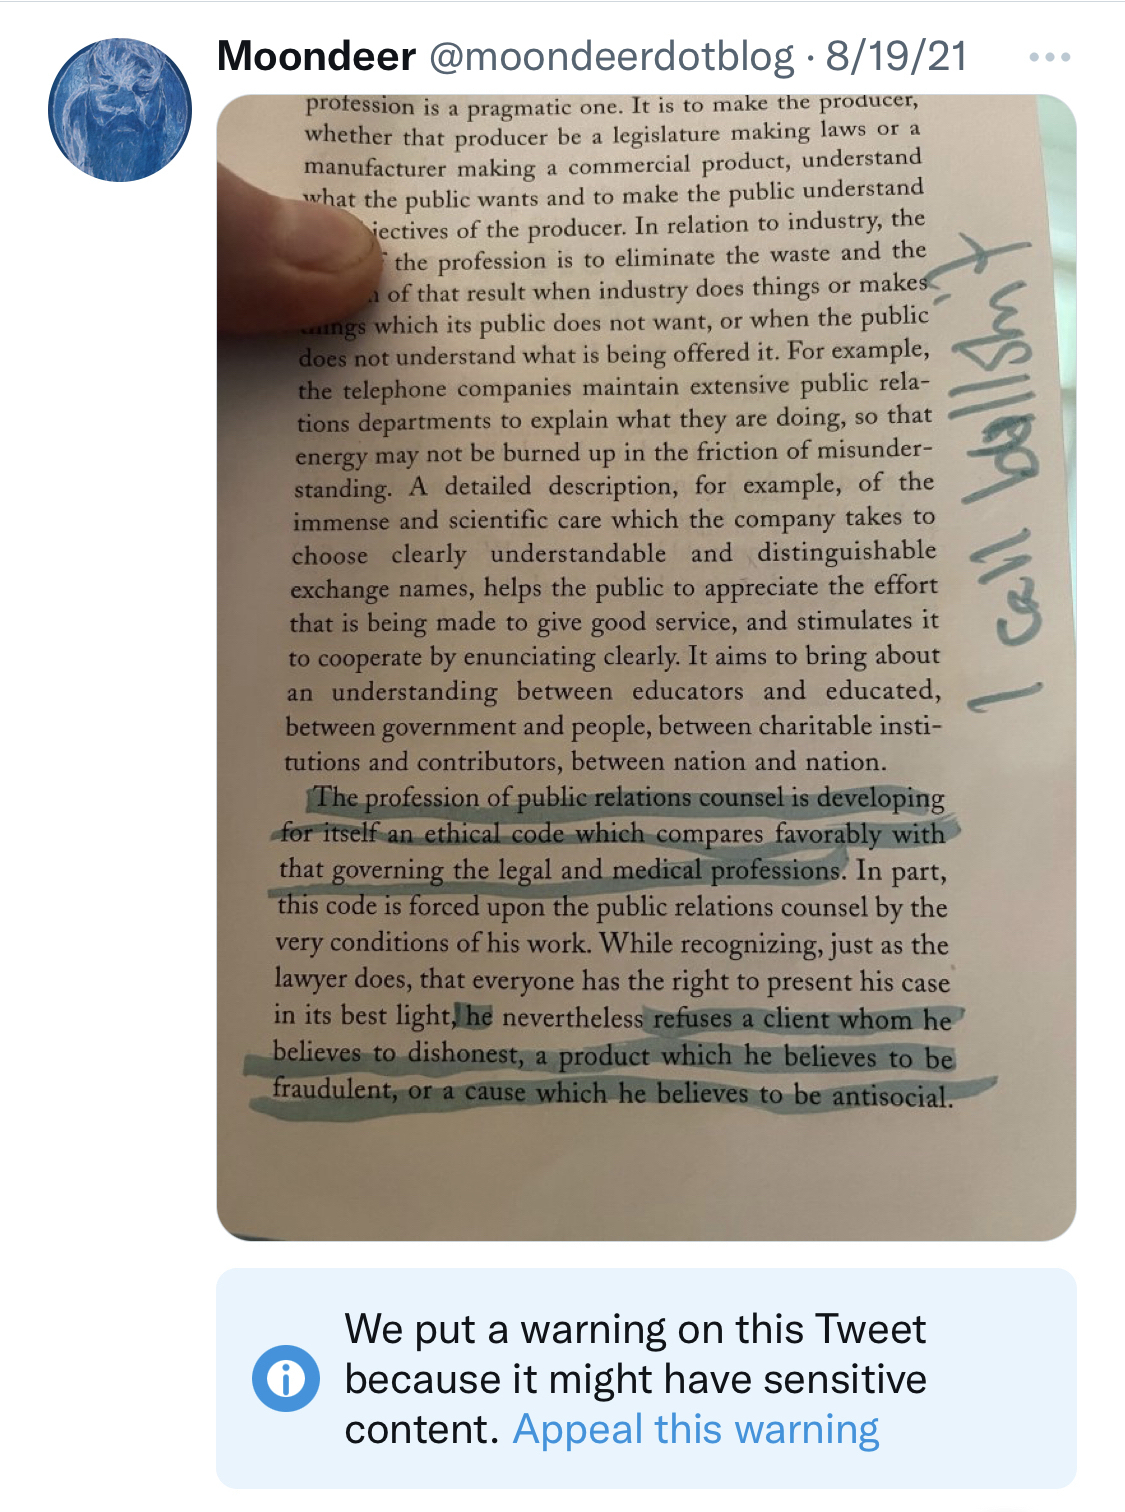 Moondeer @moondeerdotblog · 8/19/21
profession is a pragmatic one. It is to make the producer,
whether that producer be a legislature making laws or a
manufacturer making a commercial product, understand
what the public wants and to make the public understand
jectives of the producer. In relation to industry, the
the profession is to eliminate the waste and the
of that result when industry does things or makes
which its public does not want, or when the public
does not understand what is being offered it. For example,
the telephone companies maintain extensive public rela-
tions departments to explain what they are doing, so that
energy may not be burned up in the friction of misunder-
standing. A detailed description, for example, of the
immense and scientific care which the company takes to
choose clearly understandable and distinguishable
exchange names, helps the public to appreciate the effort
that is being made to give good service, and stimulates it
to cooperate by enunciating clearly. It aims to bring about
an understanding between educators and educated,
between government and people, between charitable insti-
tutions and contributors, between nation and nation.
The profession of public relations counsel is developing
for itself an ethical code which compares favorably with
that governing the legal and medical professions. In part,
this code is forced upon the public relations counsel by the
very conditions of his work. While recognizing, just as the
lawyer does, that everyone has the right to present his case
in its best light, he nevertheless refuses a client whom he
believes to dishonest, a product which he believes to be
fraudulent, or a cause which he believes to be antisocial.
I call bullshit
We put a warning on this Tweet
because it might have sensitive
content. Appeal this warning